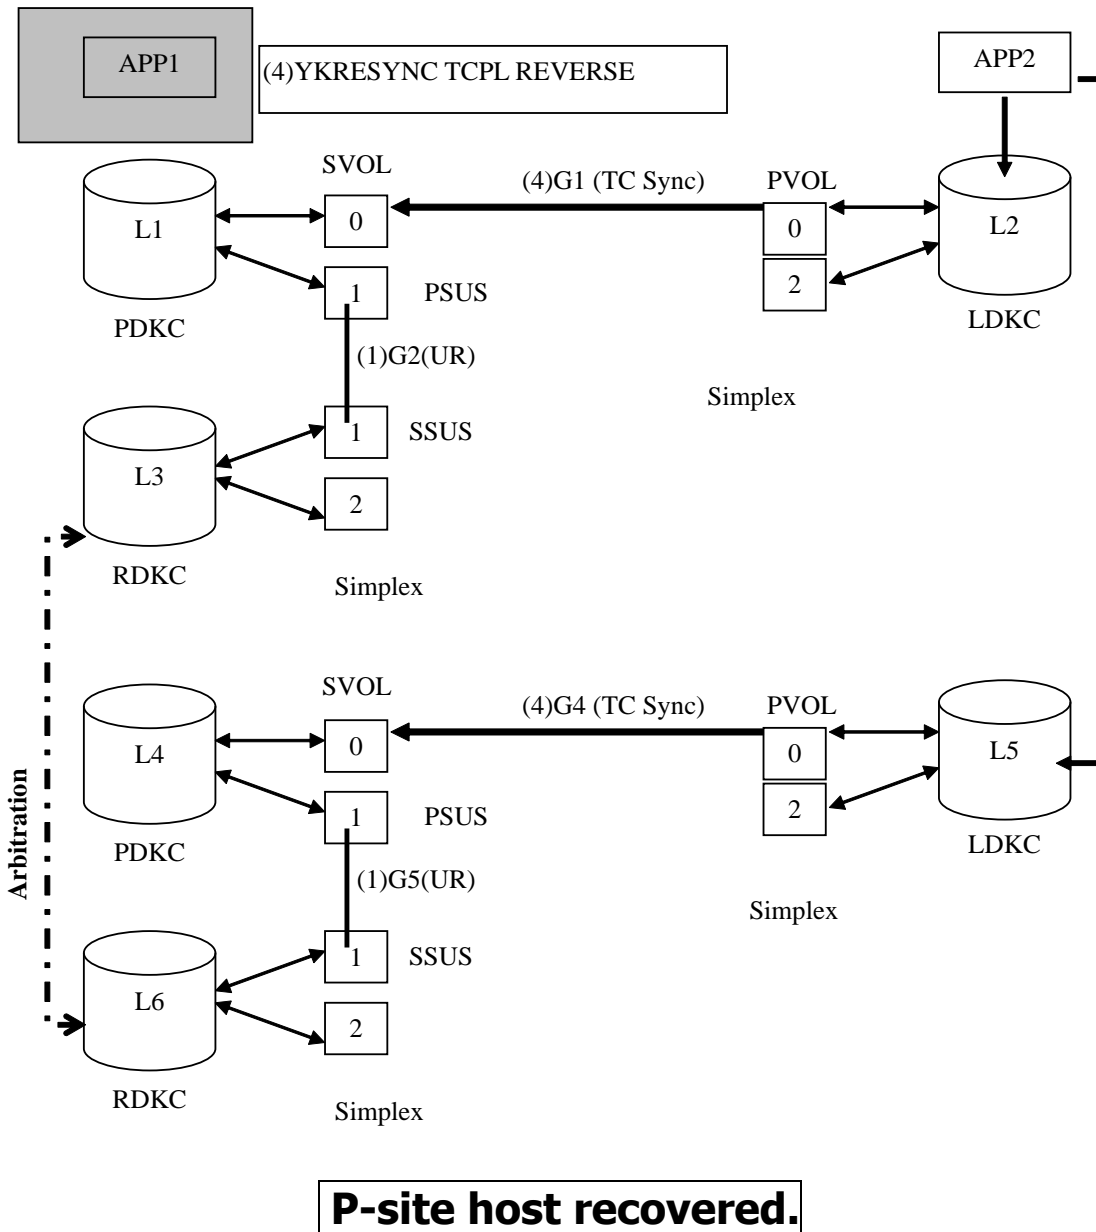 APP1
(4)YKRESYNC TCPL REVERSE
APP2
SVOL
(4)G1 (TC Sync)
PVOL
L1
0
0
L2
1
PSUS
2
PDKC
LDKC
(1)G2(UR)
Simplex
L3
1
SSUS
2
RDKC
Simplex
SVOL
(4)G4 (TC Sync)
PVOL
L4
0
0
L5
1
PSUS
2
PDKC
LDKC
Arbitration
(1)G5(UR)
Simplex
L6
1
SSUS
2
RDKC
Simplex
P-site host recovered.